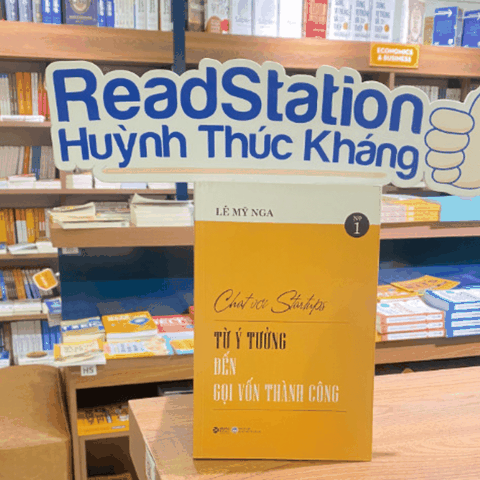 ECONOMICS
& BUSINESS
ReadStation
Huỳnh Thúc Kháng
LÊ MỸ NGA
Nº
1
Chat với Startups
TỪ Ý TƯỞNG
ĐẾN
GỌI VỐN THÀNH CÔNG
H5